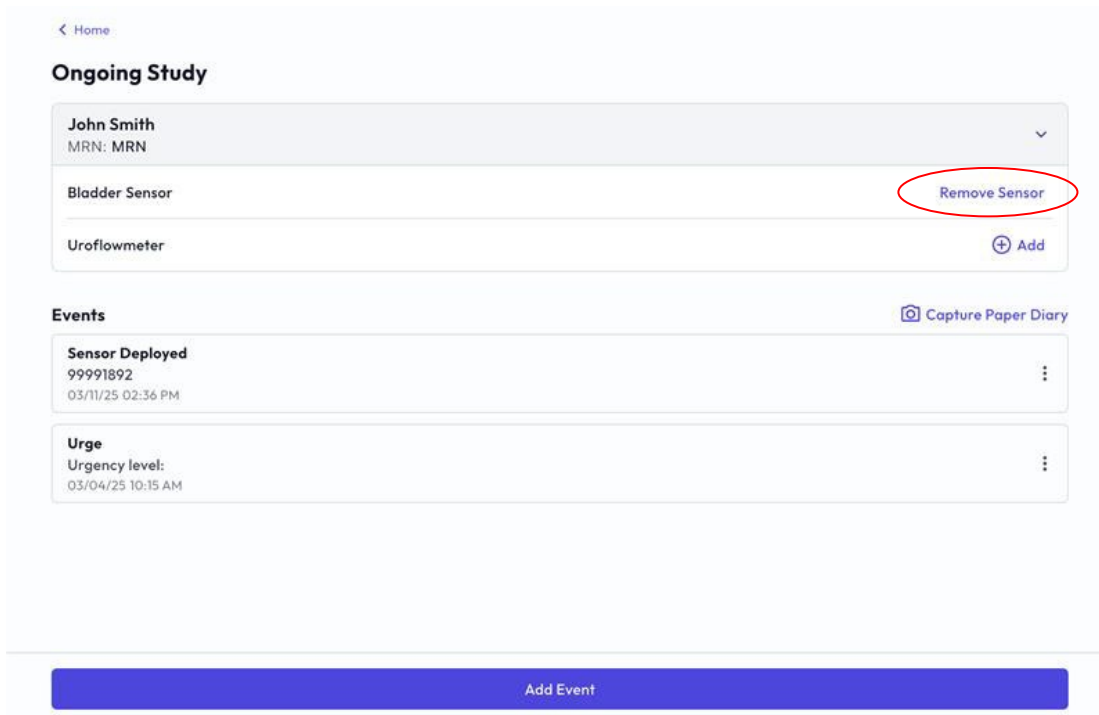 Home
Ongoing Study
John Smith
MRN: MRN
Bladder Sensor
Remove Sensor
Uroflowmeter
Add
Events
Capture Paper Diary
Sensor Deployed
99991892
03/11/25 02:36 PM
Urge
Urgency level:
03/04/25 10:15 AM
Add Event